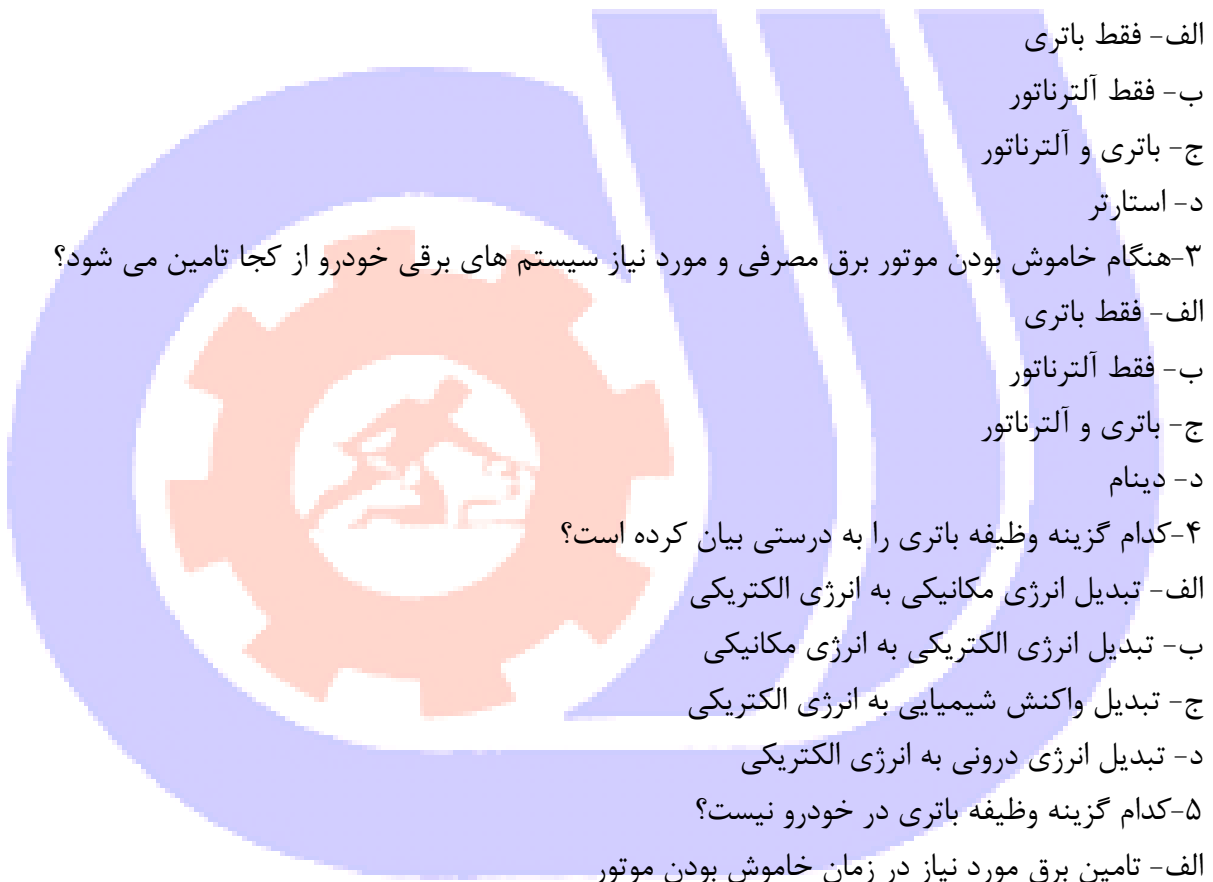 الف- فقط باتری
ب- فقط آلترناتور
ج- باتری و آلترناتور
د- استارتر
۳-هنگام خاموش بودن موتور برق مصرفی و مورد نیاز سیستم های برقی خودرو از کجا تامین می شود؟
الف- فقط باتری
ب- فقط آلترناتور
ج- باتری و آلترناتور
د- دینام
۴-کدام گزینه وظیفه باتری را به درستی بیان کرده است؟
الف- تبدیل انرژی مکانیکی به انرژی الکتریکی
ب- تبدیل انرژی الکتریکی به انرژی مکانیکی
ج- تبدیل واکنش شیمیایی به انرژی الکتریکی
د- تبدیل انرژی درونی به انرژی الکتریکی
۵-کدام گزینه وظیفه باتری در خودرو نیست؟
الف- تامین برق مورد نیاز در زمان خاموش بودن موتور